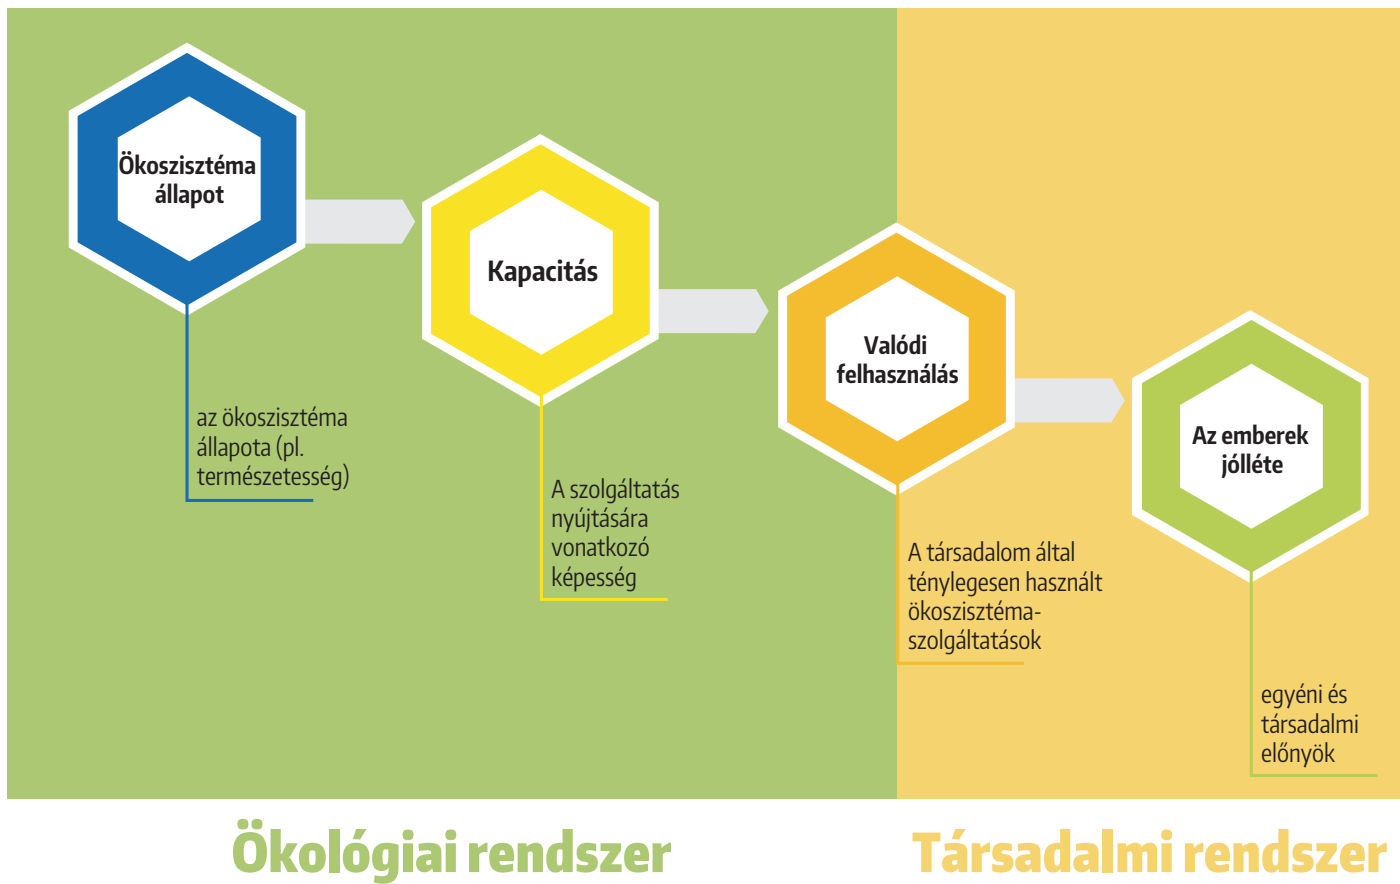 Ökoszisztéma
állapot
az ökoszisztéma
állapota (pl.
természetesség)
Kapacitás
A szolgáltatás
nyújtására
vonatkozó
képesség
Valódi
felhasználás
A társadalom által
ténylegesen használt
ökoszisztéma-
szolgáltatások
Az emberek
jólléte
egyéni és
társadalmi
előnyök
Ökológiai rendszer
Társadalmi rendszer